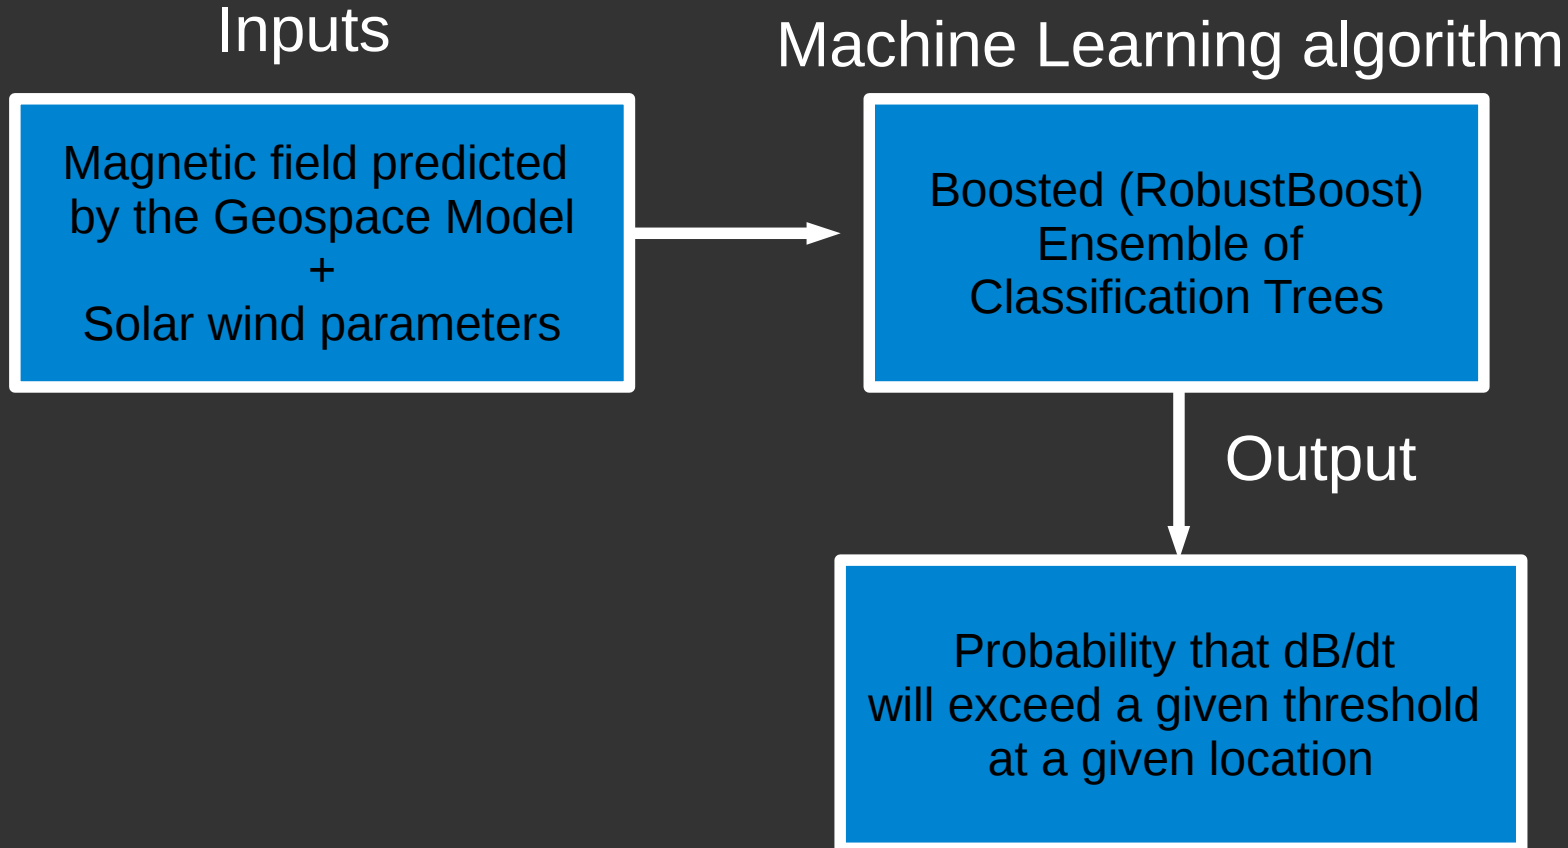 Inputs
Magnetic field predicted
by the Geospace Model
+
Solar wind parameters
Machine Learning algorithm
Boosted (RobustBoost)
Ensemble of
Classification Trees
Output
Probability that dB/dt
will exceed a given threshold
at a given location